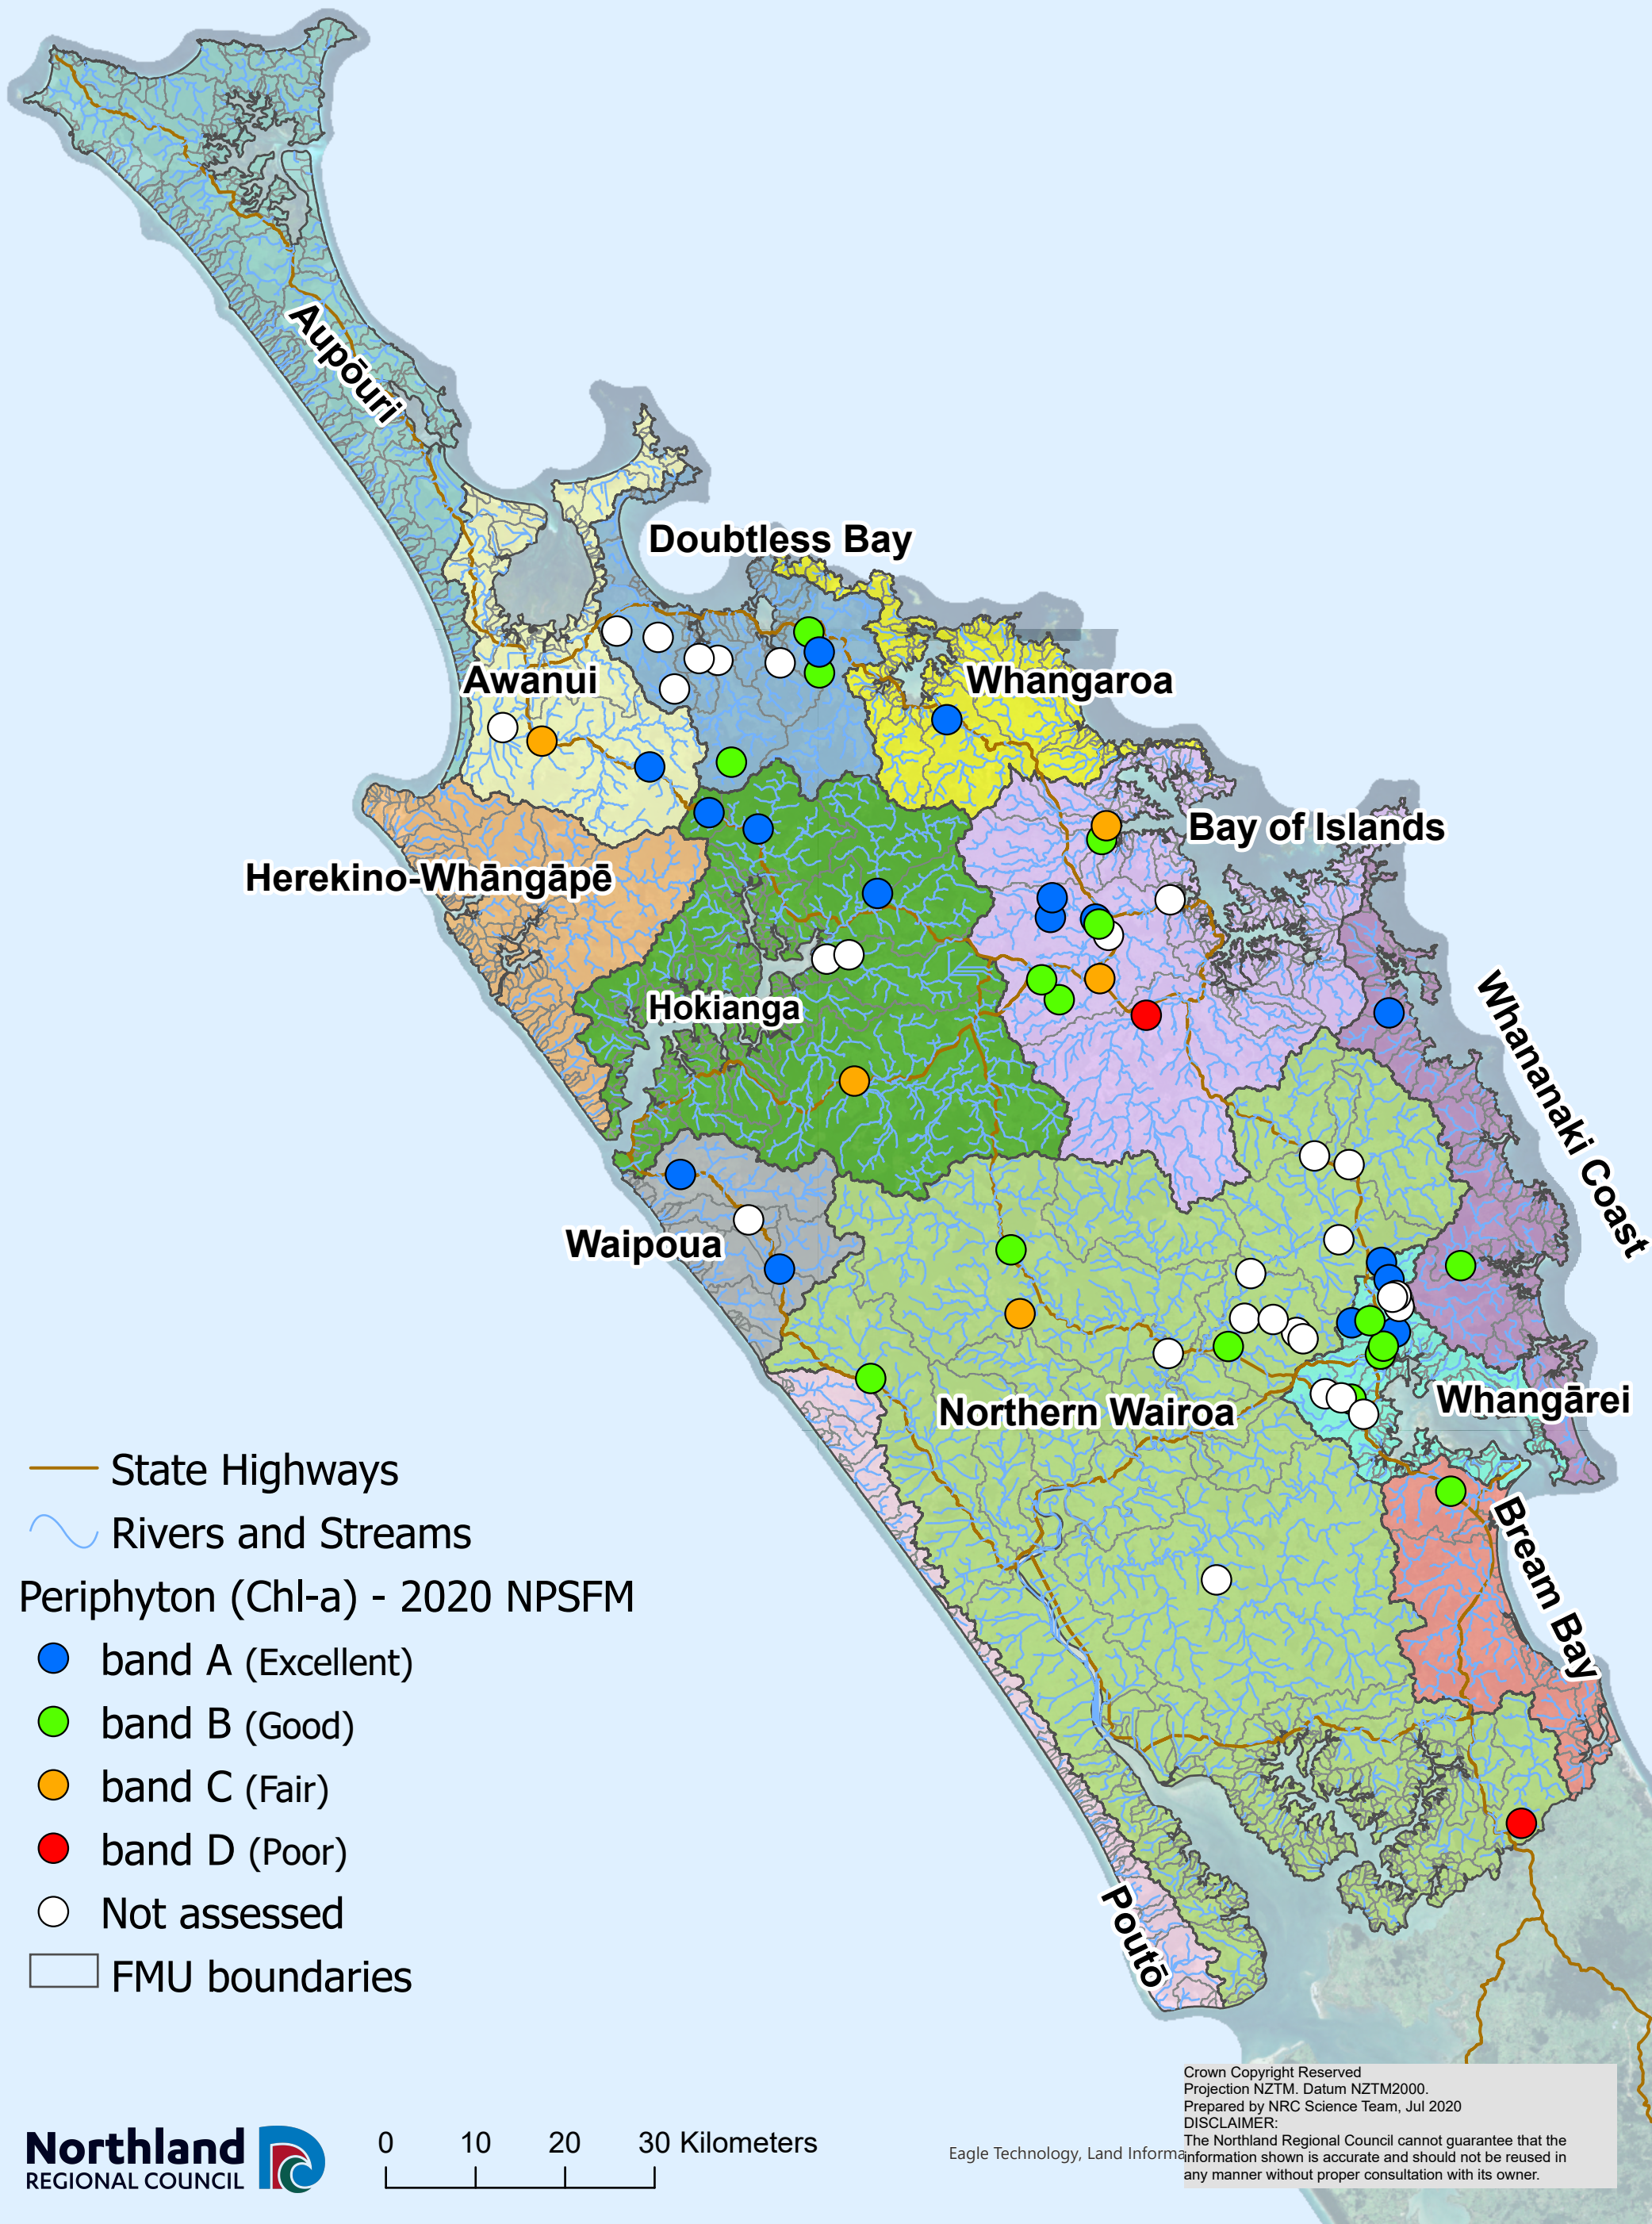 Aupōuri
Doubtless Bay
Awanui
Whangaroa
Bay of Islands
Herekino-Whāngāpē
Hokianga
Whananaki Coast
Waipoua
Whangārei
Northern Wairoa
Bream Bay
Poutō
State Highways
Rivers and Streams
Periphyton (Chl-a) - 2020 NPSFM
band A (Excellent)
band B (Good)
band C (Fair)
band D (Poor)
Not assessed
FMU boundaries
Northland
REGIONAL COUNCIL
0 10 20 30 Kilometers
Eagle Technology, Land Informa
Crown Copyright Reserved
Projection NZTM. Datum NZTM2000.
Prepared by NRC Science Team, Jul 2020
DISCLAIMER:
The Northland Regional Council cannot guarantee that the
information shown is accurate and should not be reused in
any manner without proper consultation with its owner.